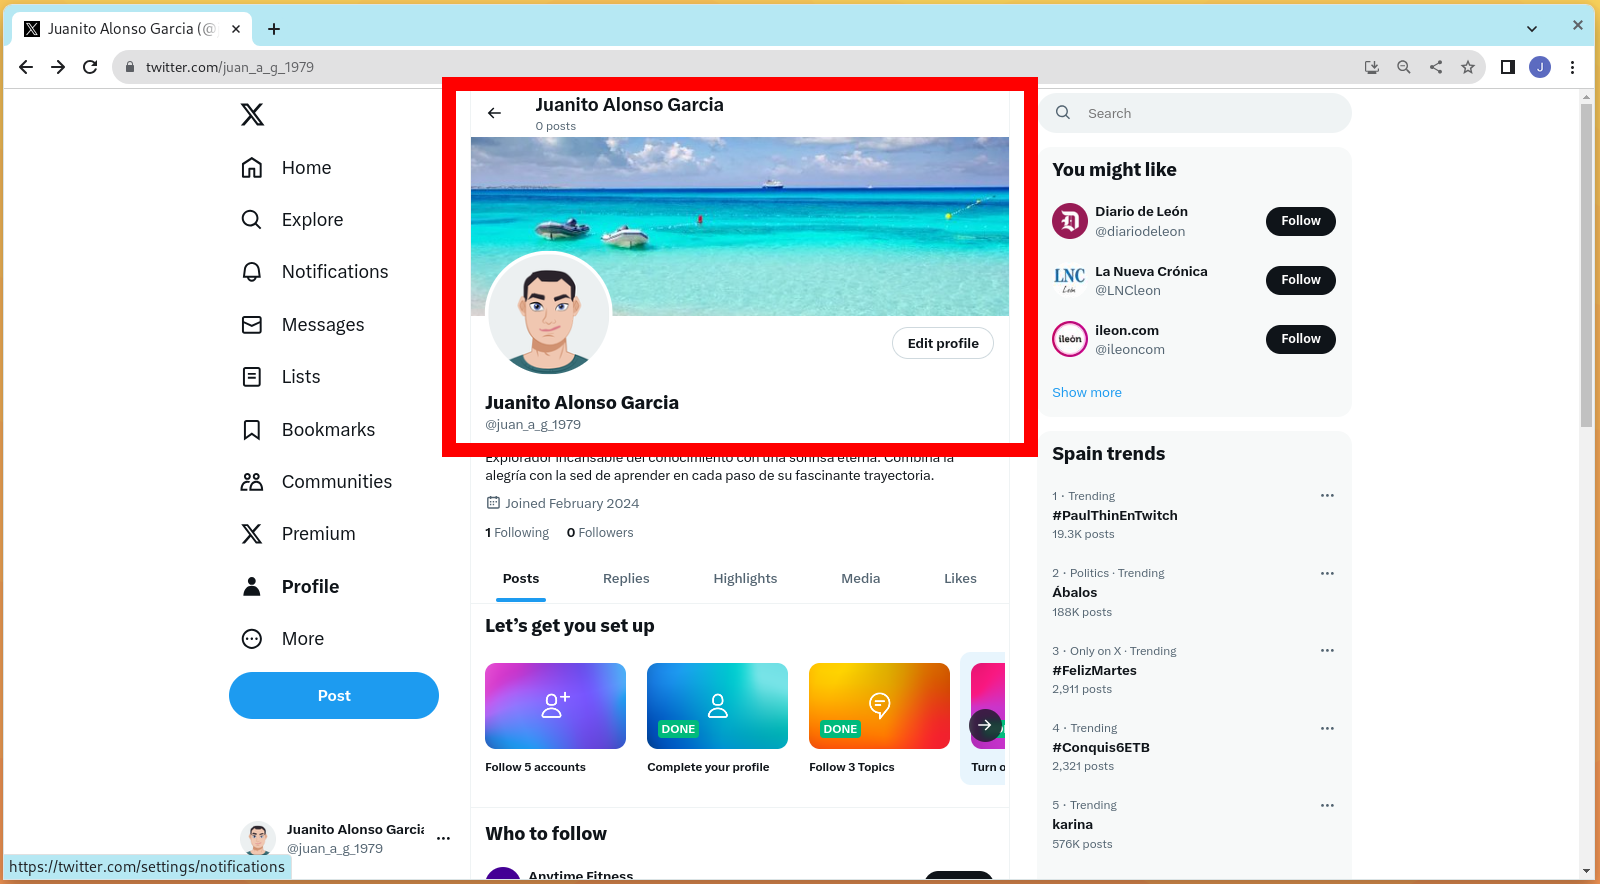 Juanito Alonso Garcia (@
twitter.com/juan_a_g_1979
J
Home
Explore
Notifications
Messages
Lists
Bookmarks
Communities
Premium
Profile
More
Post
Juanito Alonso Garcia
@juan_a_g_1979
https://twitter.com/settings/notifications
Juanito Alonso Garcia
0 posts
Edit profile
Juanito Alonso Garcia
@juan_a_g_1979
Explorador incansable del conocimiento con una sonrisa eterna. Combina la
alegría con la sed de aprender en cada paso de su fascinante trayectoria.
Joined February 2024
1 Following 0 Followers
Posts Replies Highlights Media Likes
Let's get you set up
DONE DONE
Follow 5 accounts Complete your profile Follow 3 Topics Turn o
Who to follow
Anytime Fitness
Search
You might like
Diario de León
@diariodeleon
Follow
LNC
León
La Nueva Crónica
@LNCleon
Follow
ileón
ileon.com
@ileoncom
Follow
Show more
Spain trends
1 · Trending
#PaulThinEnTwitch
19.3K posts
2 · Politics · Trending
Ábalos
188K posts
3 · Only on X · Trending
#FelizMartes
2,911 posts
4 · Trending
#Conquis6ETB
2,321 posts
5 · Trending
karina
576K posts